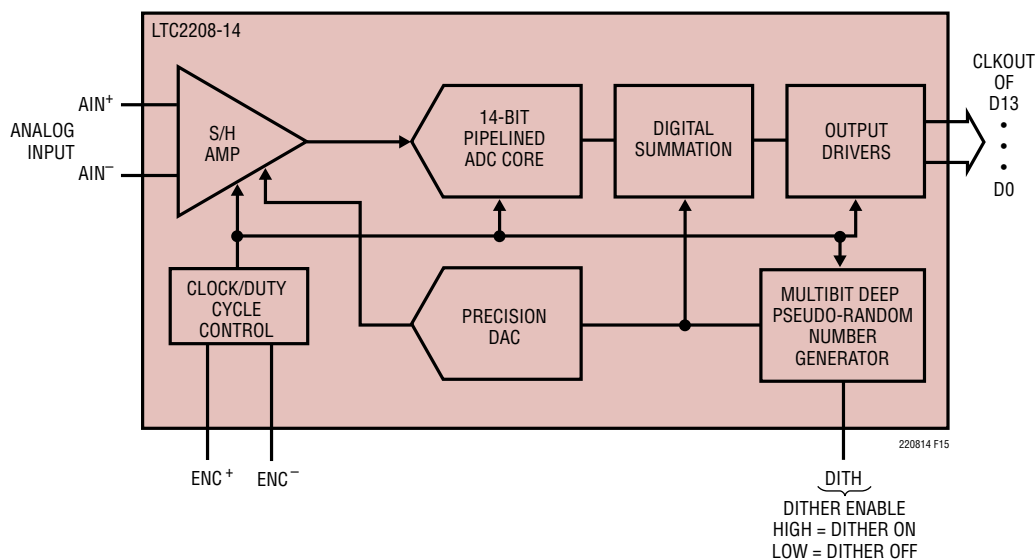 LTC2208-14
AIN+
ANALOG
INPUT
AIN−
S/H
AMP
14-BIT
PIPELINED
ADC CORE
DIGITAL
SUMMATION
OUTPUT
DRIVERS
CLKOUT
OF
D13
•
•
•
D0
CLOCK/DUTY
CYCLE
CONTROL
PRECISION
DAC
MULTIBIT DEEP
PSEUDO-RANDOM
NUMBER
GENERATOR
220814 F15
ENC+
ENC−
DITH
DITHER ENABLE
HIGH = DITHER ON
LOW = DITHER OFF